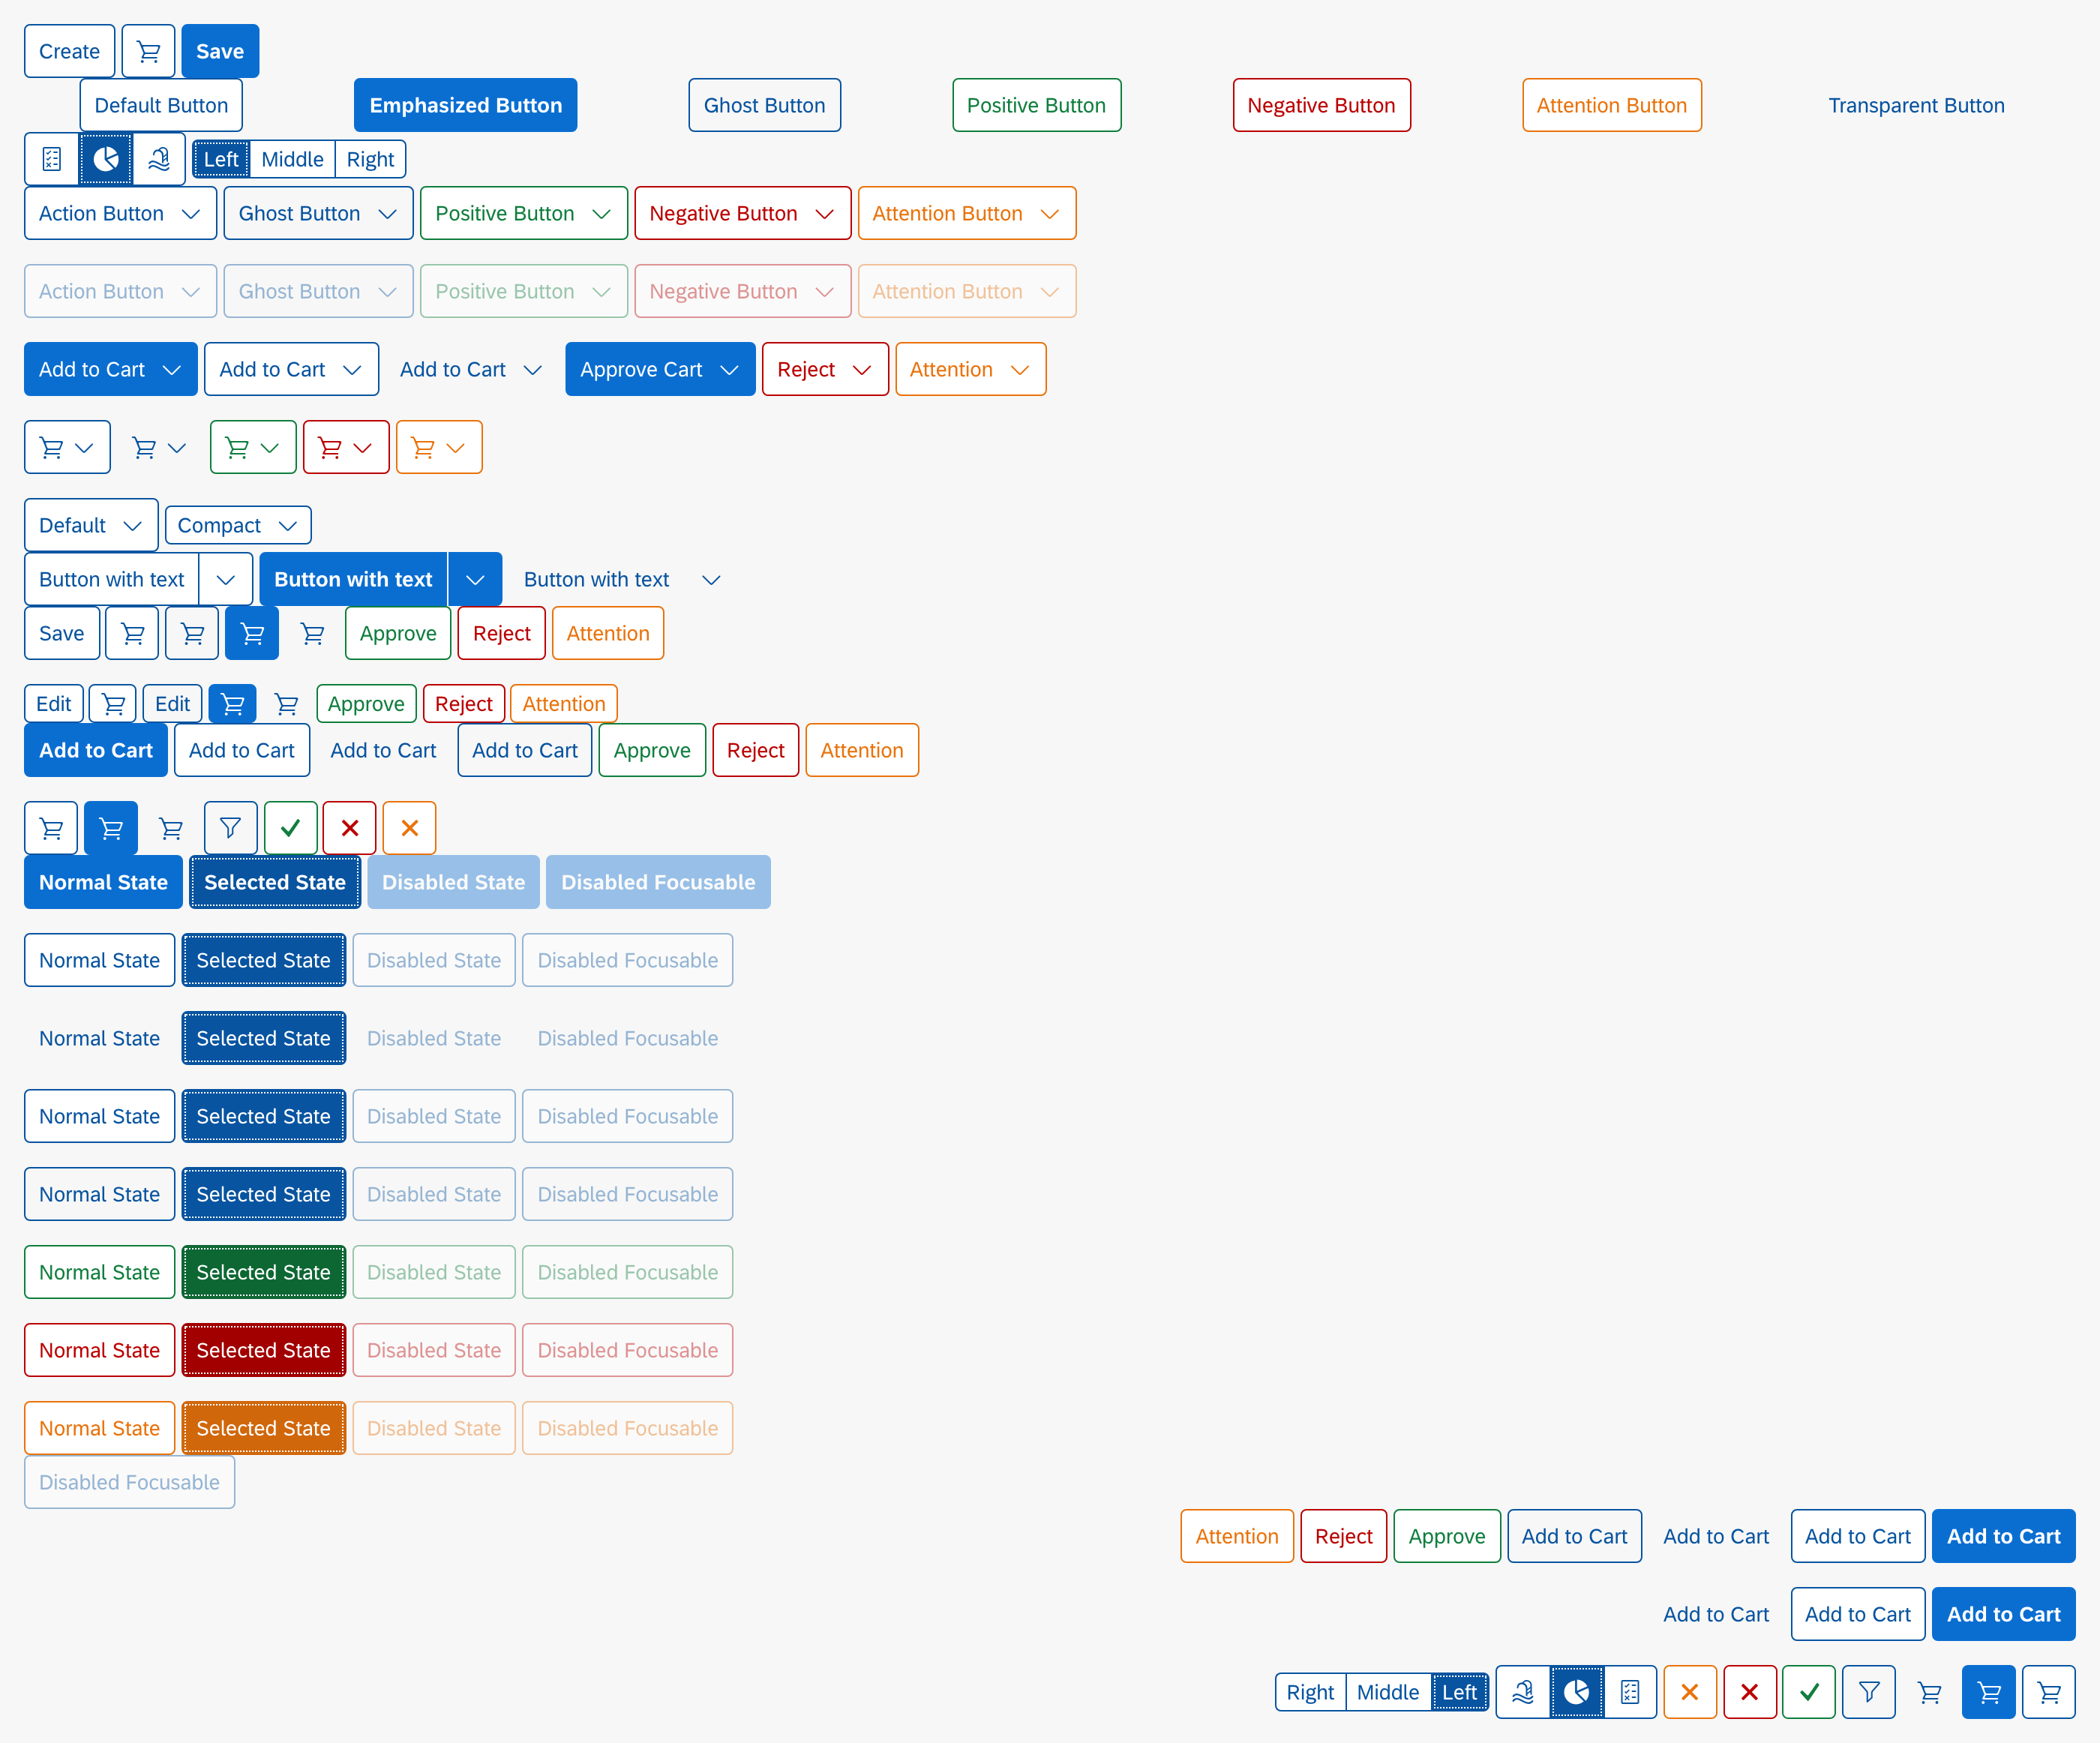 Create Save
Default Button Emphasized Button Ghost Button Positive Button Negative Button Attention Button Transparent Button
Left Middle Right
Action Button Ghost Button Positive Button Negative Button Attention Button
Action Button Ghost Button Positive Button Negative Button Attention Button
Add to Cart Add to Cart Add to Cart Approve Cart Reject Attention
Default Compact
Button with text Button with text Button with text
Save Approve Reject Attention
Edit Edit Approve Reject Attention
Add to Cart Add to Cart Add to Cart Add to Cart Approve Reject Attention
Normal State Selected State Disabled State Disabled Focusable
Normal State Selected State Disabled State Disabled Focusable
Normal State Selected State Disabled State Disabled Focusable
Normal State Selected State Disabled State Disabled Focusable
Normal State Selected State Disabled State Disabled Focusable
Normal State Selected State Disabled State Disabled Focusable
Normal State Selected State Disabled State Disabled Focusable
Normal State Selected State Disabled State Disabled Focusable
Disabled Focusable
Attention Reject Approve Add to Cart Add to Cart Add to Cart Add to Cart
Add to Cart Add to Cart Add to Cart
Right Middle Left